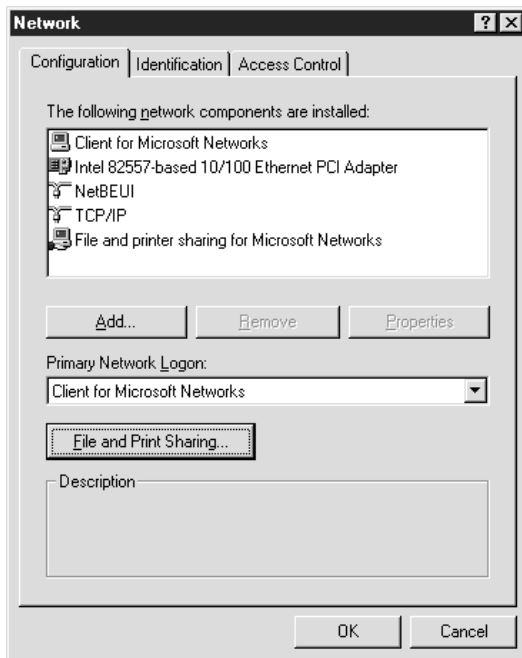 Network
Configuration Identification Access Control
The following network components are installed:
Client for Microsoft Networks
Intel 82557-based 10/100 Ethernet PCI Adapter
NetBEUI
TCP/IP
File and printer sharing for Microsoft Networks
Add... Remove Properties
Primary Network Logon:
Client for Microsoft Networks
File and Print Sharing...
Description
OK Cancel